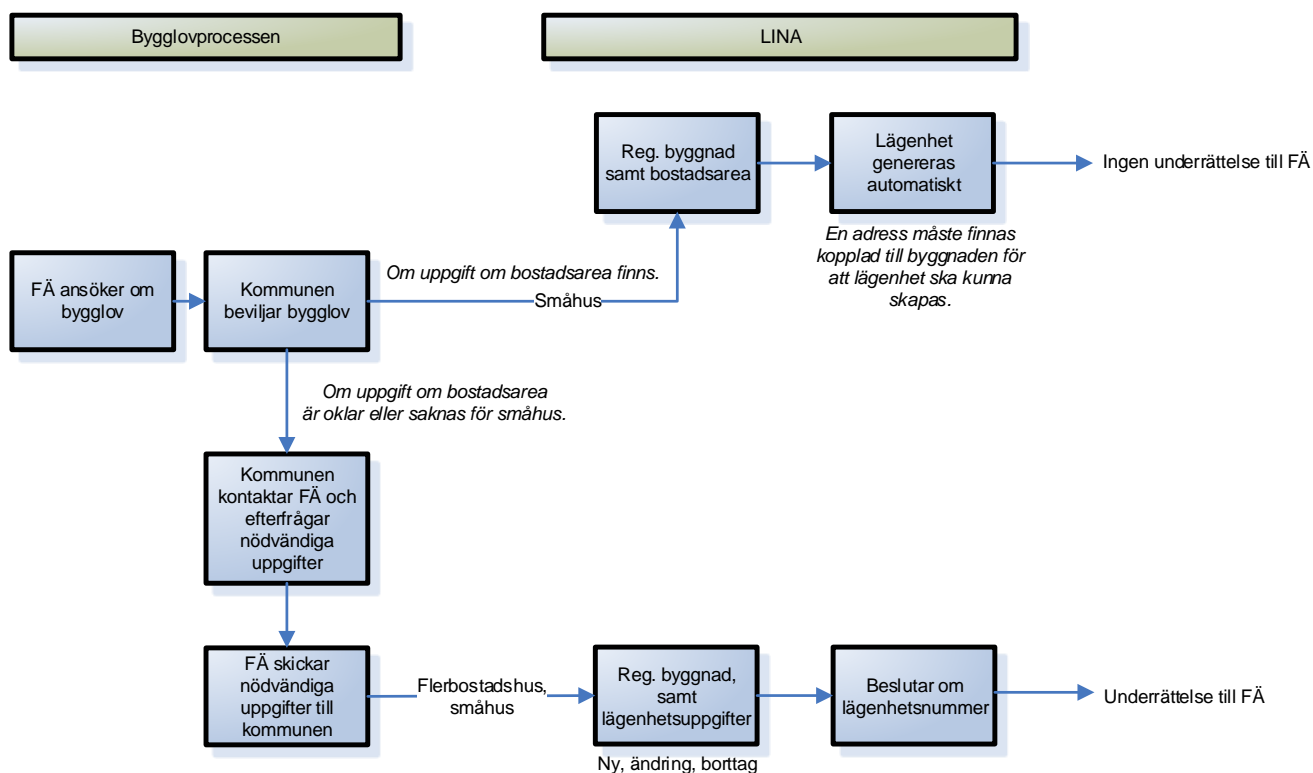 Bygglovprocessen
LINA
Reg. byggnad
samt bostadsarea
Lägenhet
genereras
automatiskt
Ingen underrättelse till FÄ
En adress måste finnas
kopplad till byggnaden för
att lägenhet ska kunna
skapas.
FÄ ansöker om
bygglov
Kommunen
beviljar bygglov
Om uppgift om bostadsarea finns.
Småhus
Om uppgift om bostadsarea
är oklar eller saknas för småhus.
Kommunen
kontaktar FÄ och
efterfrågar
nödvändiga
uppgifter
FÄ skickar
nödvändiga
uppgifter till
kommunen
Flerbostadshus,
småhus
Reg. byggnad,
samt
lägenhetsuppgifter
Ny, ändring, borttag
Beslutar om
lägenhetsnummer
Underrättelse till FÄ